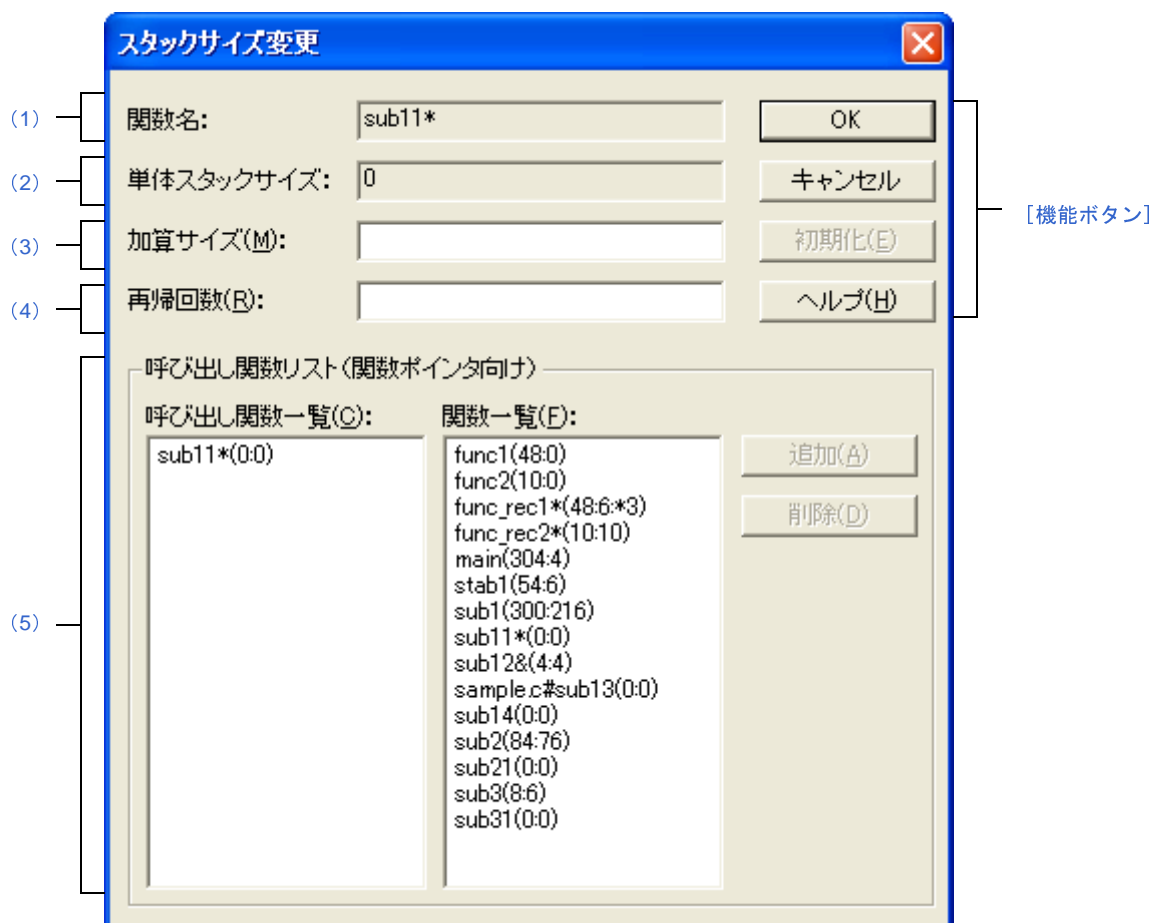 スタックサイズ変更
(1)
関数名:
sub11*
OK
(2)
単体スタックサイズ:
0
キャンセル
[機能ボタン]
(3)
加算サイズ(M):
初期化(E)
(4)
再帰回数(R):
ヘルプ(H)
(5)
呼び出し関数リスト(関数ポインタ向け)
呼び出し関数一覧(C):
sub11*(0:0)
関数一覧(F):
func1(48:0)
func2(10:0)
func_rec1*(48:6:*3)
func_rec2*(10:10)
main(304:4)
stab1(54:6)
sub1(300:216)
sub11*(0:0)
sub12&(4:4)
sample.c#sub13(0:0)
sub14(0:0)
sub2(84:76)
sub21(0:0)
sub3(8:6)
sub31(0:0)
追加(A)
削除(D)